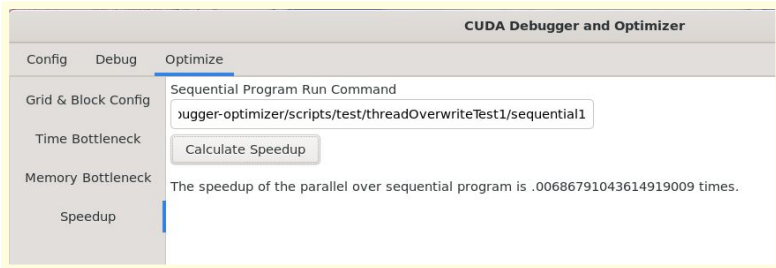 CUDA Debugger and Optimizer
Config Debug Optimize
Grid & Block Config
Time Bottleneck
Memory Bottleneck
Speedup
Sequential Program Run Command
ougger-optimizer/scripts/test/threadOverwriteTest1/sequential1
Calculate Speedup
The speedup of the parallel over sequential program is .00686791043614919009 times.